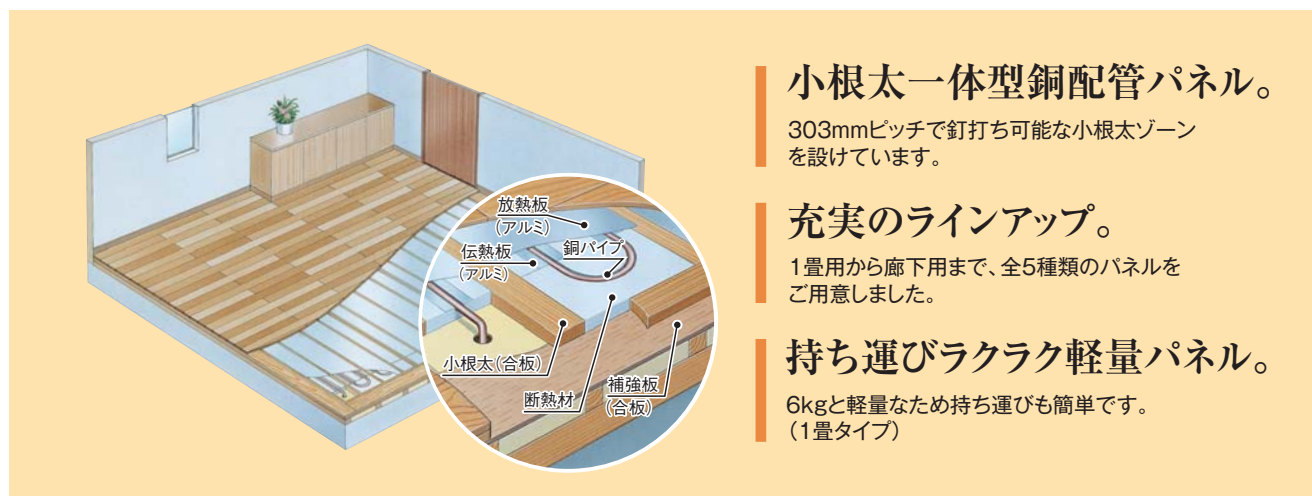 小根太一体型銅配管パネル。
303mmピッチで釘打ち可能な小根太ゾーン
を設けています。
充実のラインアップ。
1畳用から廊下用まで、全5種類のパネルを
ご用意しました。
持ち運びラクラク軽量パネル。
6kgと軽量なため持ち運びも簡単です。
(1畳タイプ)
放熱板
(アルミ)
伝熱板
(アルミ)
銅パイプ
小根太(合板)
断熱材
補強板
(合板)